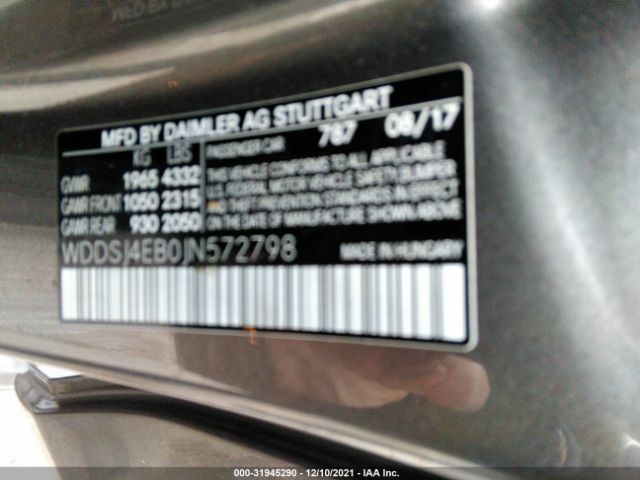 MFD BY DAIMLER AG STUTTGART
KG LBS
GVWR 1965 4332
GAWR FRONT 1050 2315
GAWR REAR 930 2050
PASSENGER CAR 787 08/17
THIS VEHICLE CONFORMS TO ALL APPLICABLE
U.S. FEDERAL MOTOR VEHICLE SAFETY BUMPER
AND THEFT PREVENTION STANDARDS IN EFFECT
ON THE DATE OF MANUFACTURE SHOWN ABOVE.
WDDSJ4EB0JN572798
MADE IN HUNGARY
000-31945290 - 12/10/2021 - IAA Inc.